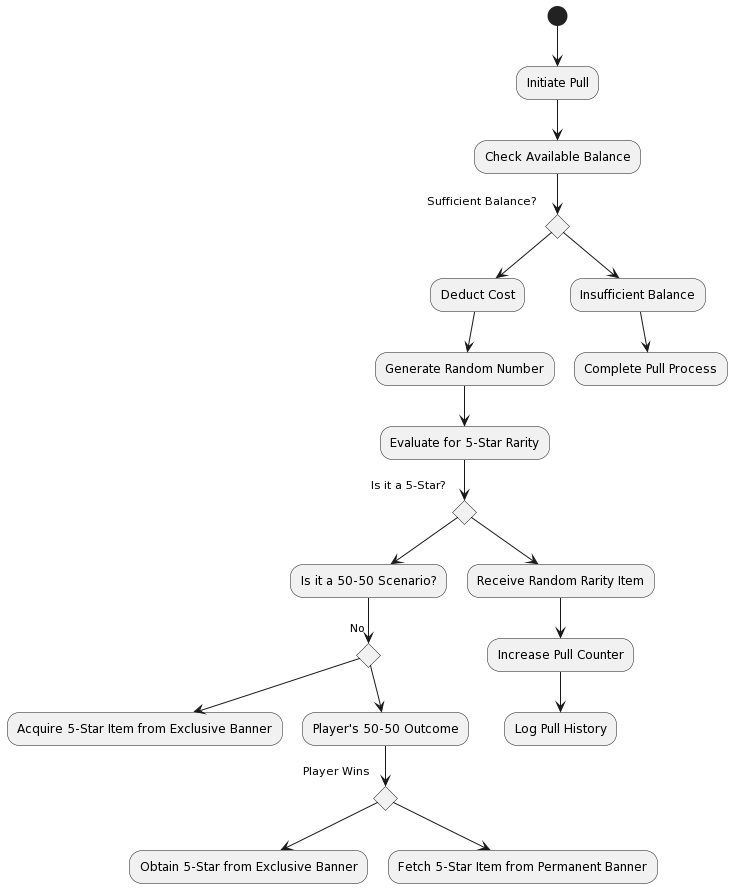 Initiate Pull
Check Available Balance
Sufficient Balance?
Deduct Cost
Insufficient Balance
Generate Random Number
Complete Pull Process
Evaluate for 5-Star Rarity
Is it a 5-Star?
Is it a 50-50 Scenario?
Receive Random Rarity Item
No
Increase Pull Counter
Acquire 5-Star Item from Exclusive Banner
Player's 50-50 Outcome
Log Pull History
Player Wins
Obtain 5-Star from Exclusive Banner
Fetch 5-Star Item from Permanent Banner